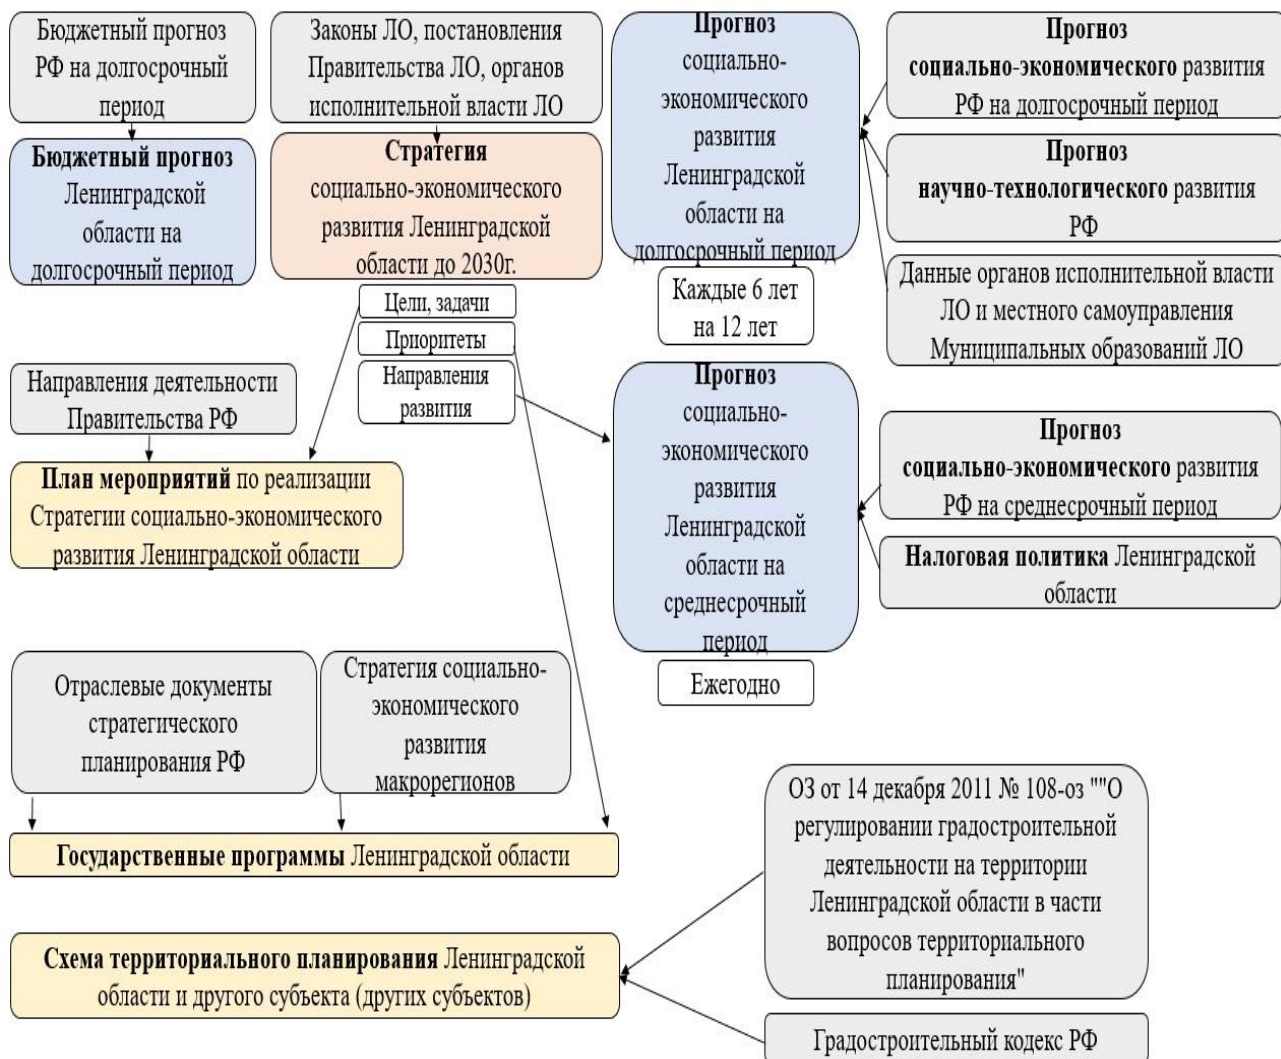 Бюджетный прогноз
РФ на долгосрочный
период
Законы ЛО, постановления
Правительства ЛО, органов
исполнительной власти ЛО
Прогноз
социально-
экономического
развития
Ленинградской
области на
долгосрочный период
Прогноз
социально-экономического развития
РФ на долгосрочный период
Бюджетный прогноз
Ленинградской
области на
долгосрочный период
Стратегия
социально-экономического
развития Ленинградской
области до 2030г.
Прогноз
научно-технологического развития
РФ
Каждые 6 лет
на 12 лет
Данные органов исполнительной власти
ЛО и местного самоуправления
Муниципальных образований ЛО
Цели, задачи
Приоритеты
Направления
развития
Направления деятельности
Правительства РФ
Прогноз
социально-
экономического
развития
Ленинградской
области на
среднесрочный
период
Прогноз
социально-экономического развития
РФ на среднесрочный период
План мероприятий по реализации
Стратегии социально-экономического
развития Ленинградской области
Налоговая политика Ленинградской
области
Ежегодно
Отраслевые документы
стратегического
планирования РФ
Стратегия социально-
экономического
развития
макрорегионов
Государственные программы Ленинградской области
ОЗ от 14 декабря 2011 № 108-оз ""О
регулировании градостроительной
деятельности на территории
Ленинградской области в части
вопросов территориального
планирования"
Схема территориального планирования Ленинградской
области и другого субъекта (других субъектов)
Градостроительный кодекс РФ